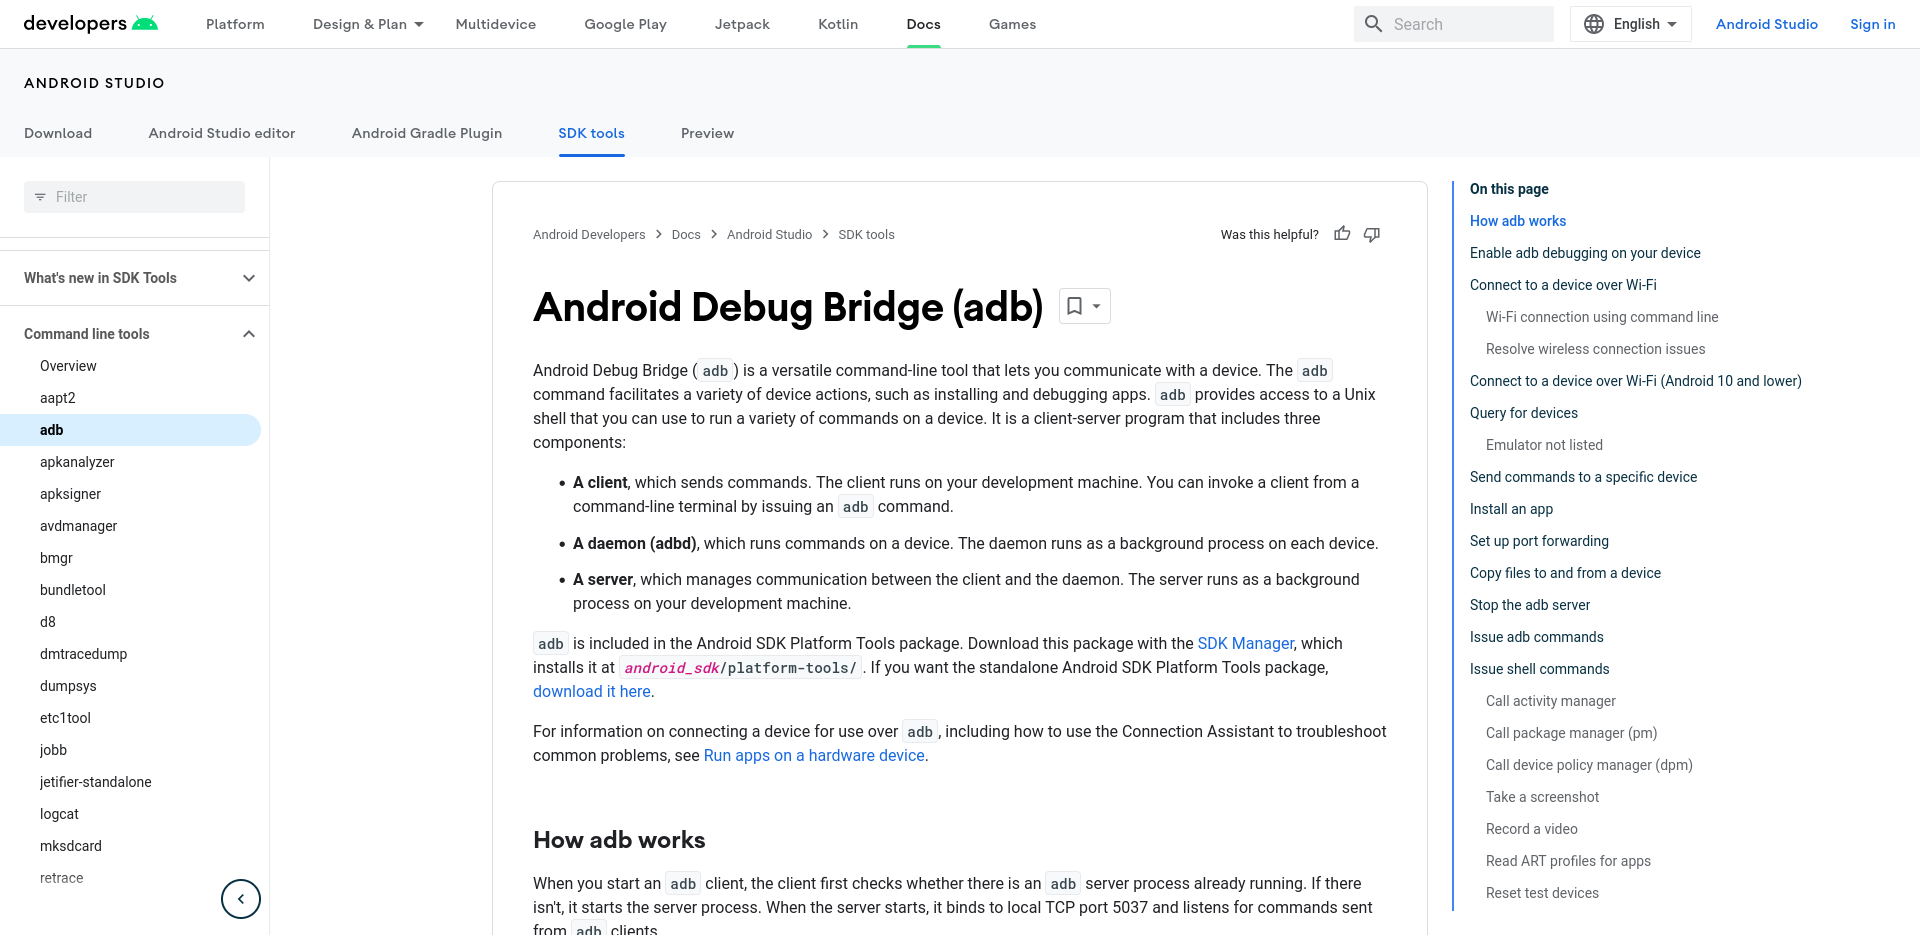 developers
Platform
Design & Plan
Multidevice
Google Play
Jetpack
Kotlin
Docs
Games
Search
English
Android Studio
Sign in
ANDROID STUDIO
Download
Android Studio editor
Android Gradle Plugin
SDK tools
Preview
Filter
What's new in SDK Tools
Command line tools
Overview
aapt2
adb
apkanalyzer
apksigner
avdmanager
bmgr
bundletool
d8
dmtracedump
dumpsys
etc1tool
jobb
jetifier-standalone
logcat
mksdcard
retrace
Android Developers > Docs > Android Studio > SDK tools
Was this helpful?
Android Debug Bridge (adb)
Android Debug Bridge (adb) is a versatile command-line tool that lets you communicate with a device. The adb
command facilitates a variety of device actions, such as installing and debugging apps. adb provides access to a Unix
shell that you can use to run a variety of commands on a device. It is a client-server program that includes three
components:
• A client, which sends commands. The client runs on your development machine. You can invoke a client from a
command-line terminal by issuing an adb command.
• A daemon (adbd), which runs commands on a device. The daemon runs as a background process on each device.
• A server, which manages communication between the client and the daemon. The server runs as a background
process on your development machine.
adb is included in the Android SDK Platform Tools package. Download this package with the SDK Manager, which
installs it at android_sdk/platform-tools/. If you want the standalone Android SDK Platform Tools package,
download it here.
For information on connecting a device for use over adb, including how to use the Connection Assistant to troubleshoot
common problems, see Run apps on a hardware device.
How adb works
When you start an adb client, the client first checks whether there is an adb server process already running. If there
isn't, it starts the server process. When the server starts, it binds to local TCP port 5037 and listens for commands sent
from adb clients.
On this page
How adb works
Enable adb debugging on your device
Connect to a device over Wi-Fi
Wi-Fi connection using command line
Resolve wireless connection issues
Connect to a device over Wi-Fi (Android 10 and lower)
Query for devices
Emulator not listed
Send commands to a specific device
Install an app
Set up port forwarding
Copy files to and from a device
Stop the adb server
Issue adb commands
Issue shell commands
Call activity manager
Call package manager (pm)
Call device policy manager (dpm)
Take a screenshot
Record a video
Read ART profiles for apps
Reset test devices